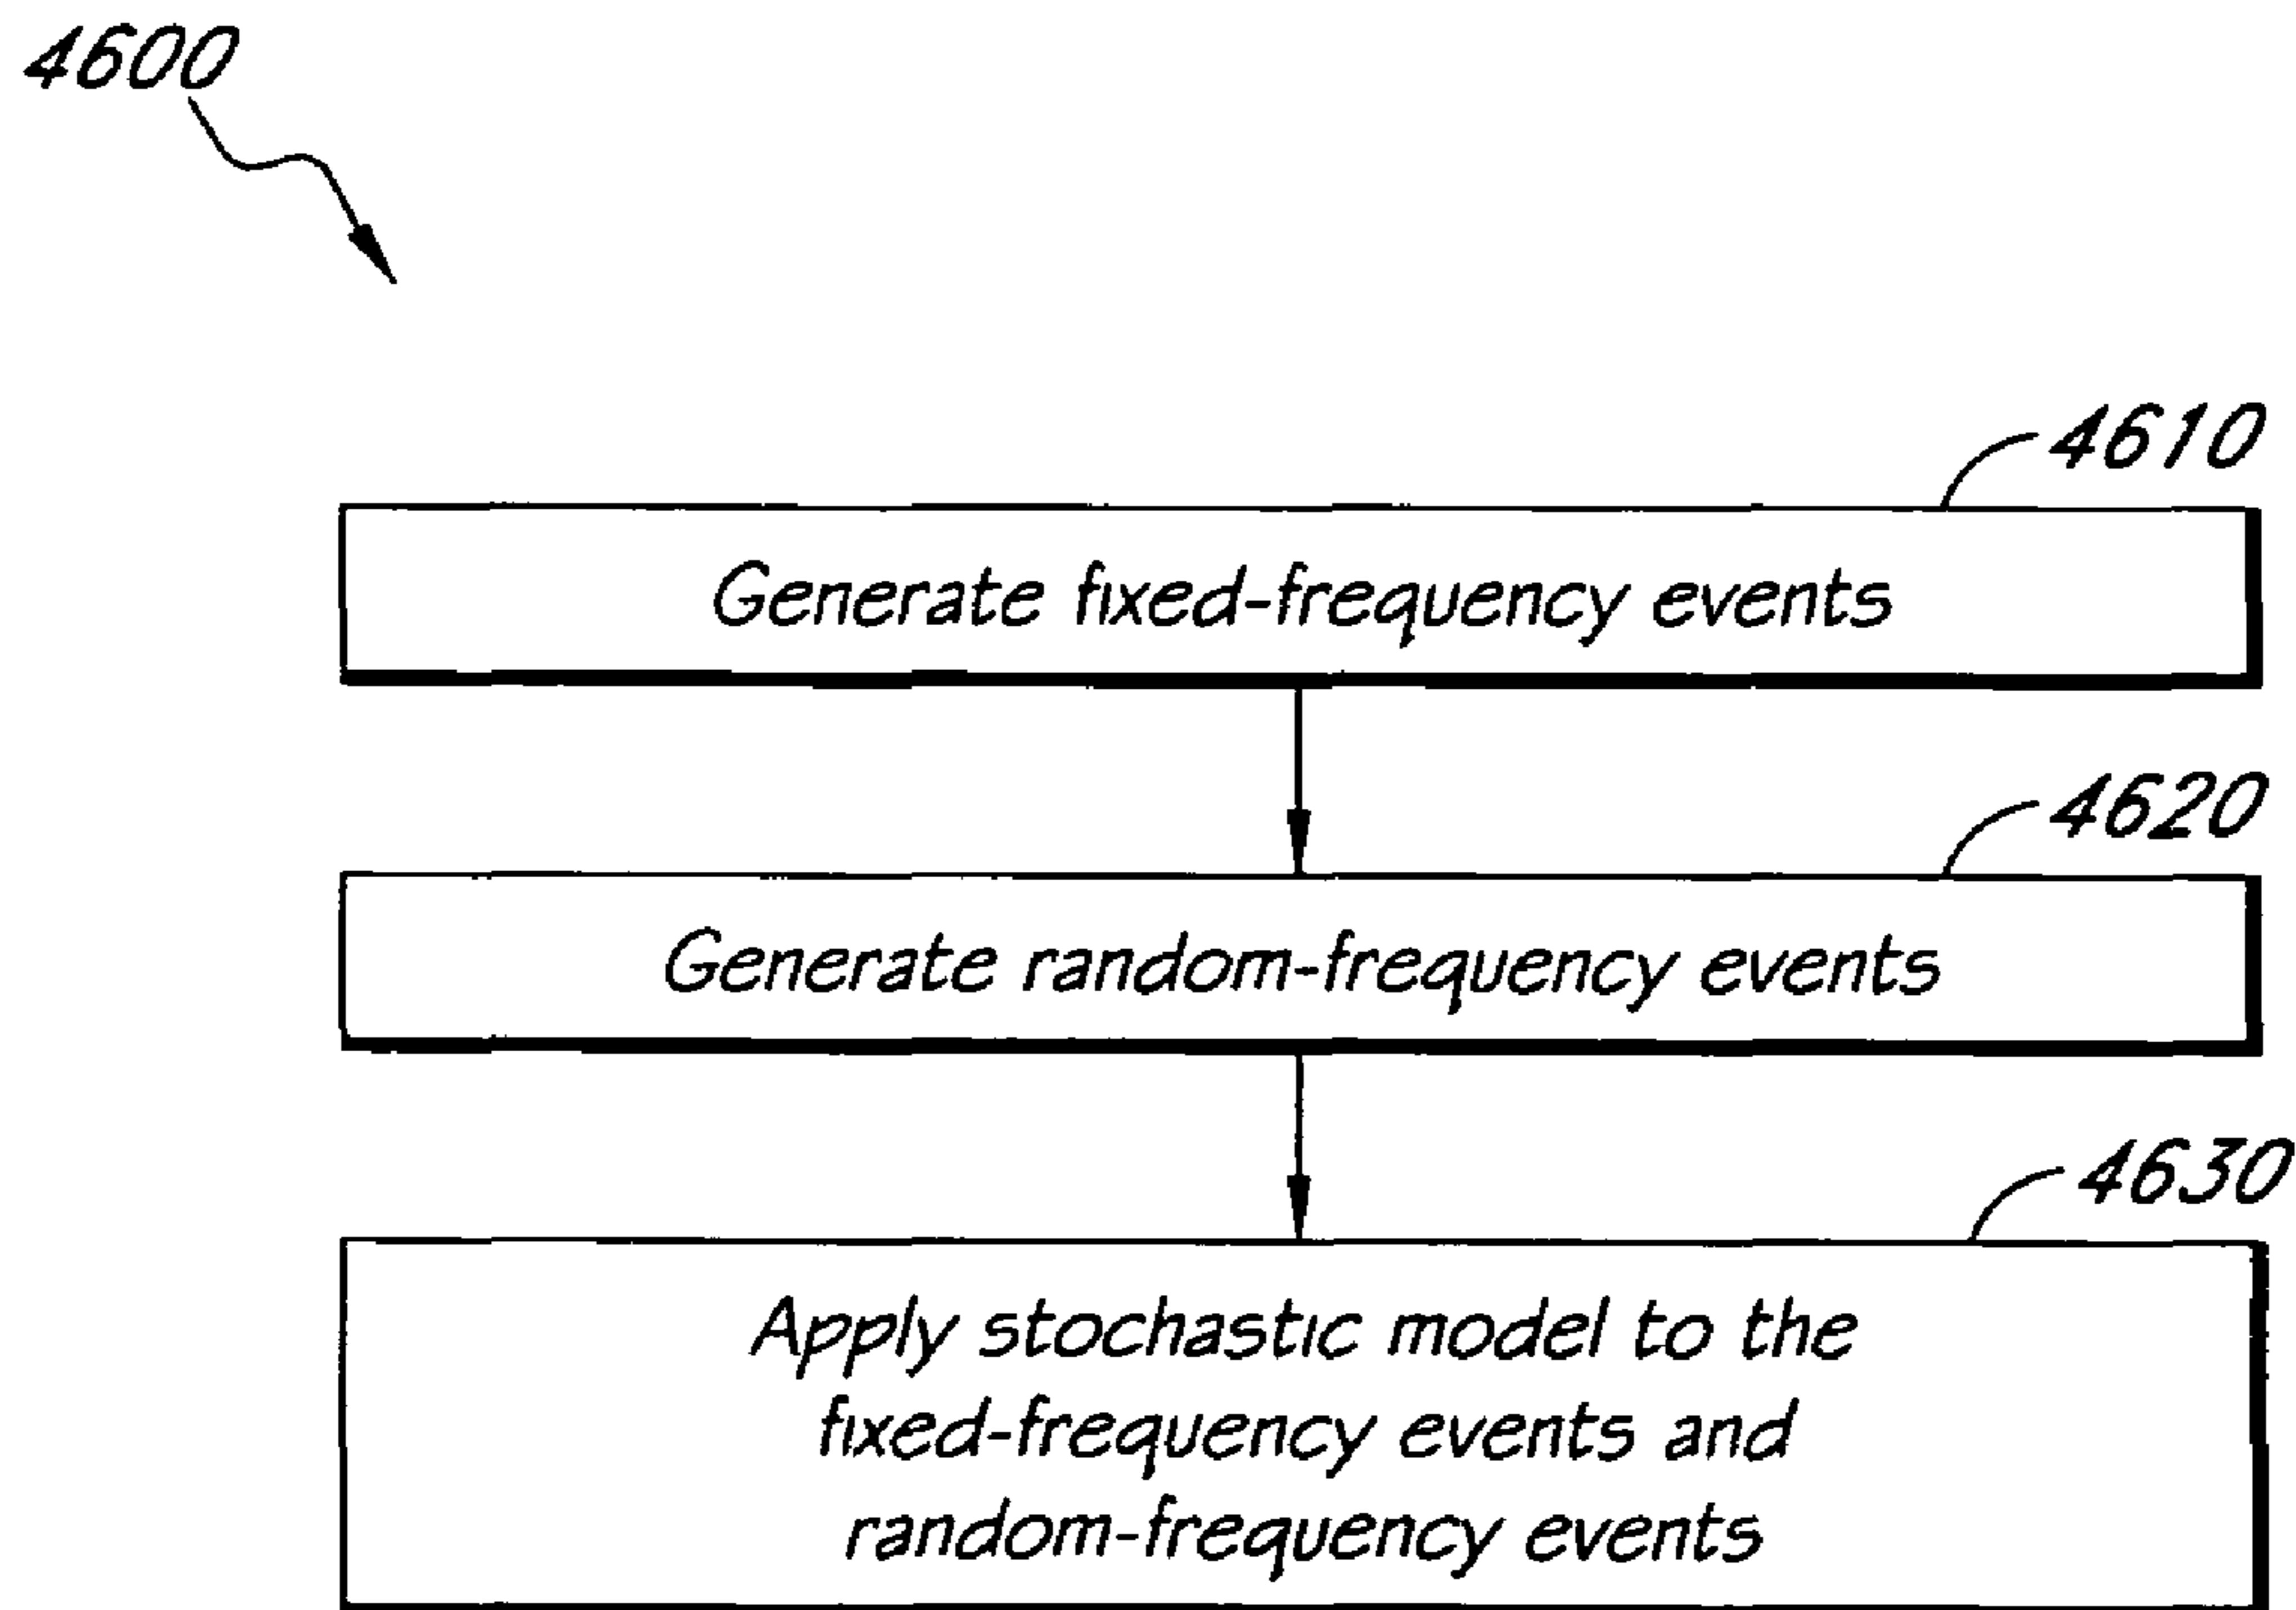 4600
4610
Generate fixed-frequency events
4620
Generate random-frequency events
4630
Apply stochastic model to the
fixed-frequency events and
random-frequency events